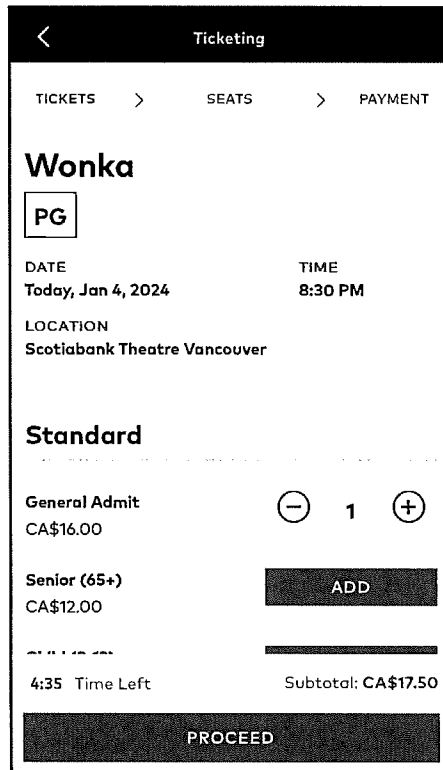 Ticketing
TICKETS > SEATS > PAYMENT
Wonka
PG
DATE TIME
Today, Jan 4, 2024 8:30 PM
LOCATION
Scotiabank Theatre Vancouver
Standard
General Admit − 1 +
CA$16.00
Senior (65+) ADD
CA$12.00
4:35 Time Left Subtotal: CA$17.50
PROCEED